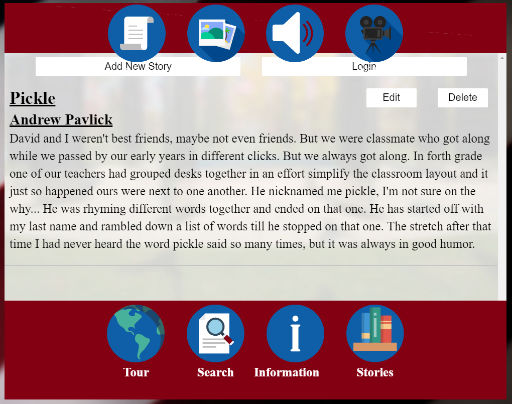 Add New Story
Login
Pickle
Edit
Delete
Andrew Pavlick
David and I weren't best friends, maybe not even friends. But we were classmate who got along
while we passed by our early years in different clicks. But we always got along. In forth grade
one of our teachers had grouped desks together in an effort simplify the classroom layout and it
just so happened ours were next to one another. He nicknamed me pickle, I'm not sure on the
why... He was rhyming different words together and ended on that one. He has started off with
my last name and rambled down a list of words till he stopped on that one. The stretch after that
time I had never heard the word pickle said so many times, but it was always in good humor.
Tour
Search
Information
Stories